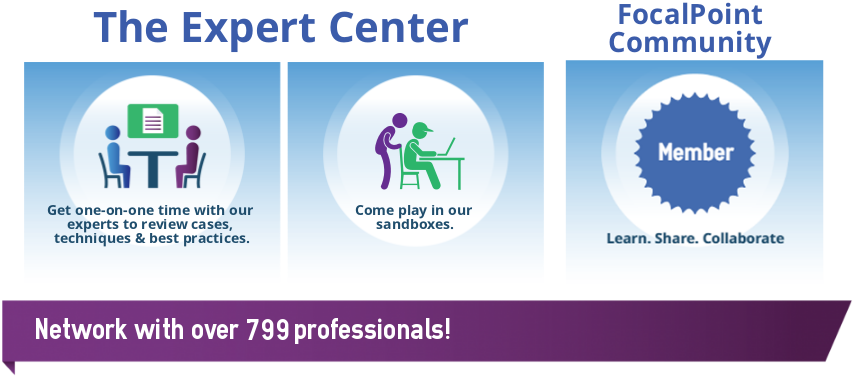 The Expert Center
FocalPoint
Community
Get one-on-one time with our
experts to review cases,
techniques & best practices.
Come play in our
sandboxes.
Member
Learn. Share. Collaborate
Network with over 799 professionals!